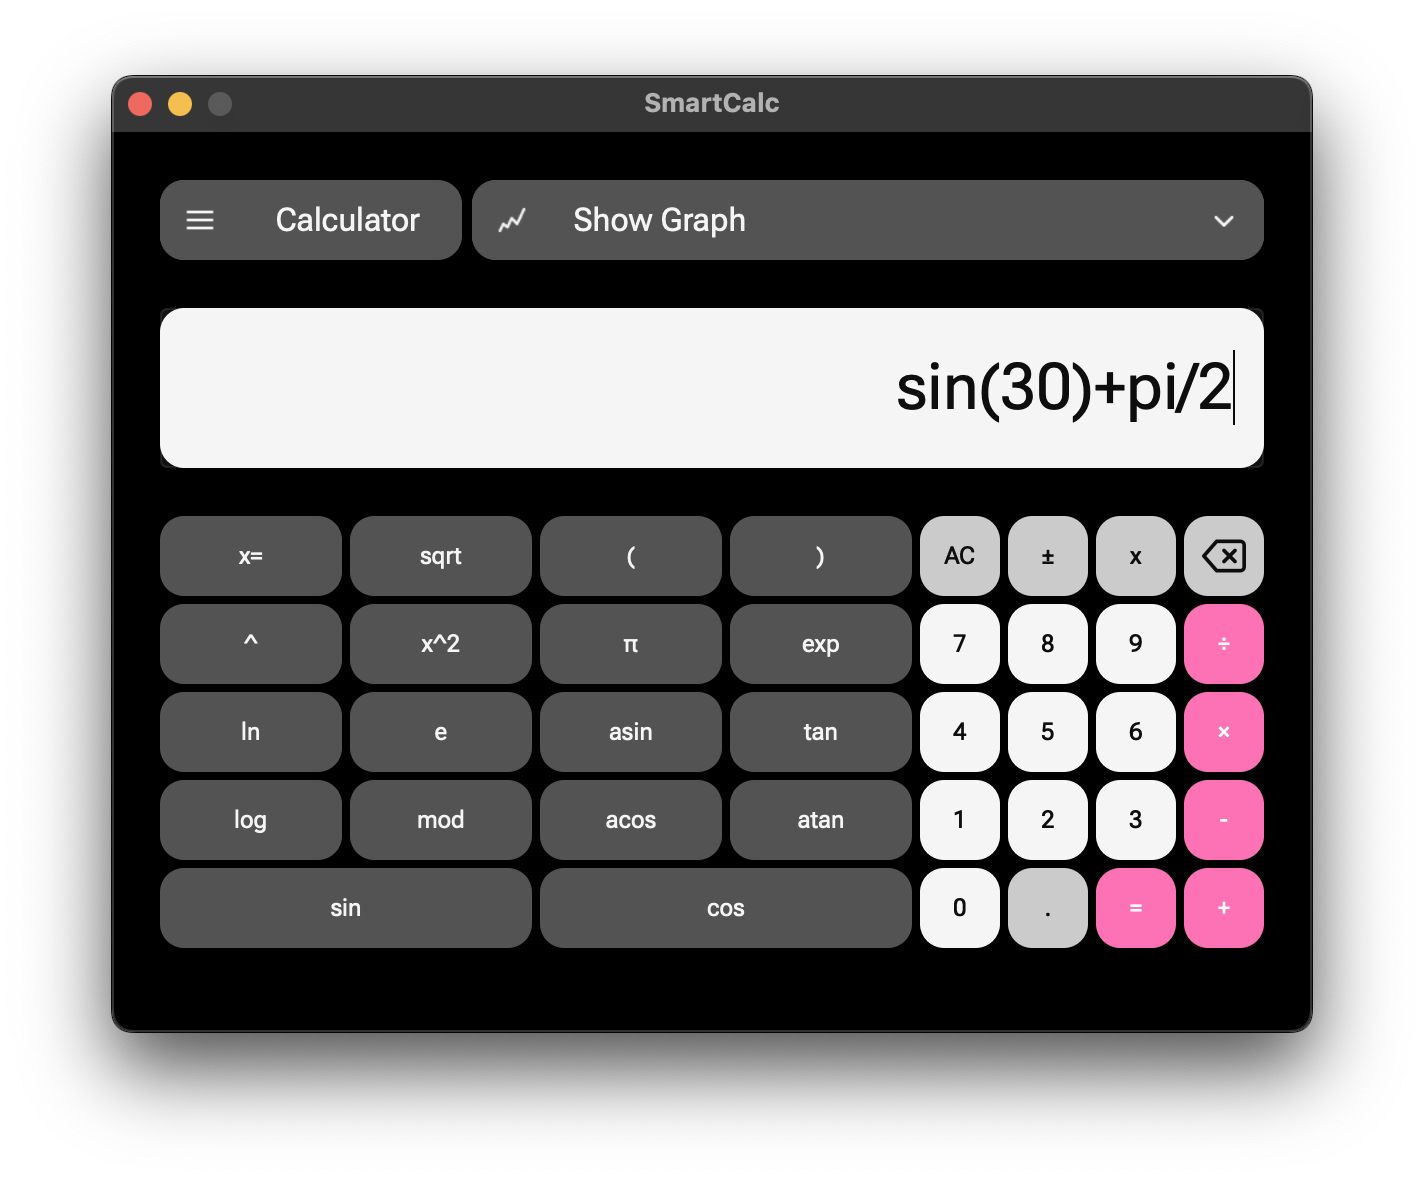 SmartCalc
Calculator Show Graph
sin(30)+pi/2
x= sqrt ( ) AC ± x
^ x^2 π exp 7 8 9 ÷
ln e asin tan 4 5 6 ×
log mod acos atan 1 2 3 -
sin cos 0 . = +